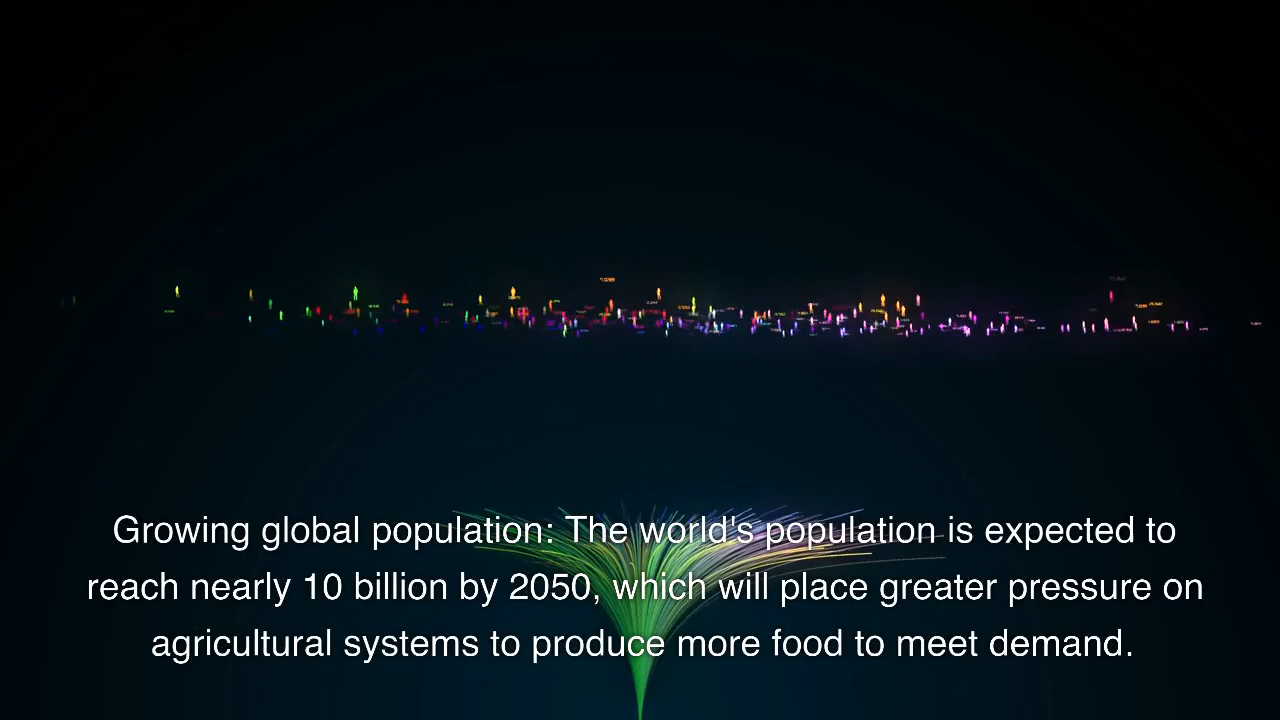 Growing global population: The world's population is expected to
reach nearly 10 billion by 2050, which will place greater pressure on
agricultural systems to produce more food to meet demand.